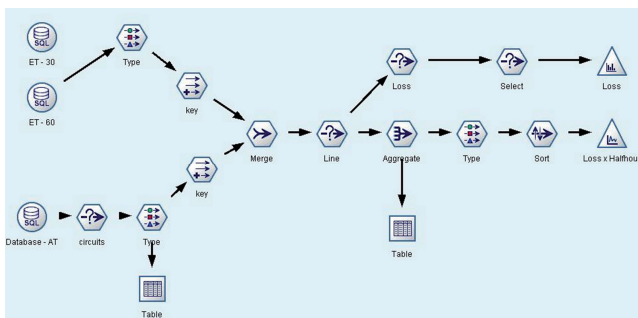 SQL
ET - 30
Type
SQL
ET - 60
key
Loss
Select
Loss
Merge
Line
Aggregate
Type
Sort
Loss x Halfhou
key
SQL
Database - AT
circuits
Type
Table
Table